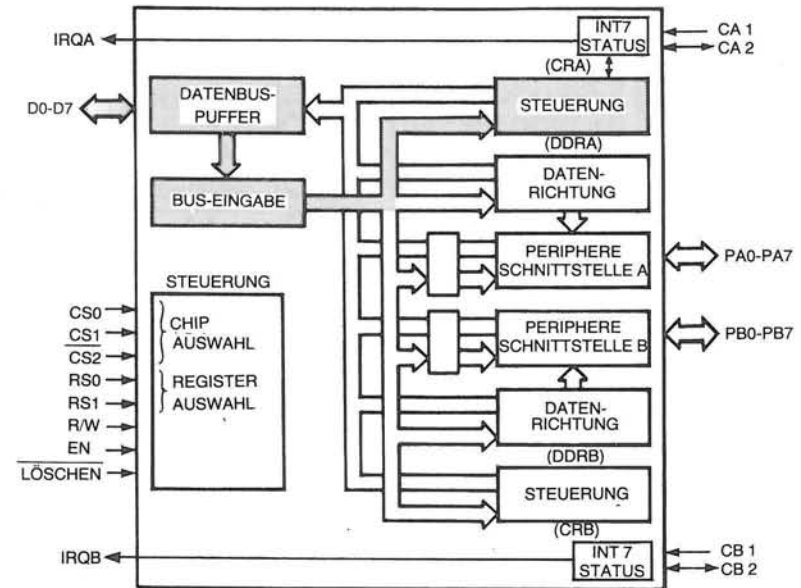 INT7
STATUS
IRQA
CA 1
CA 2
(CRA)
D0-D7
DATENBUS-
PUFFER
STEUERUNG
(DDRA)
DATEN-
RICHTUNG
BUS-EINGABE
PERIPHERE
SCHNITTSTELLE A
PA0-PA7
STEUERUNG
CS0
CS1
CS2
CHIP
AUSWAHL
RS0
RS1
REGISTER
AUSWAHL
R/W
EN
LÖSCHEN
PERIPHERE
SCHNITTSTELLE B
PB0-PB7
DATEN-
RICHTUNG
(DDRB)
STEUERUNG
(CRB)
IRQB
INT 7
STATUS
CB 1
CB 2